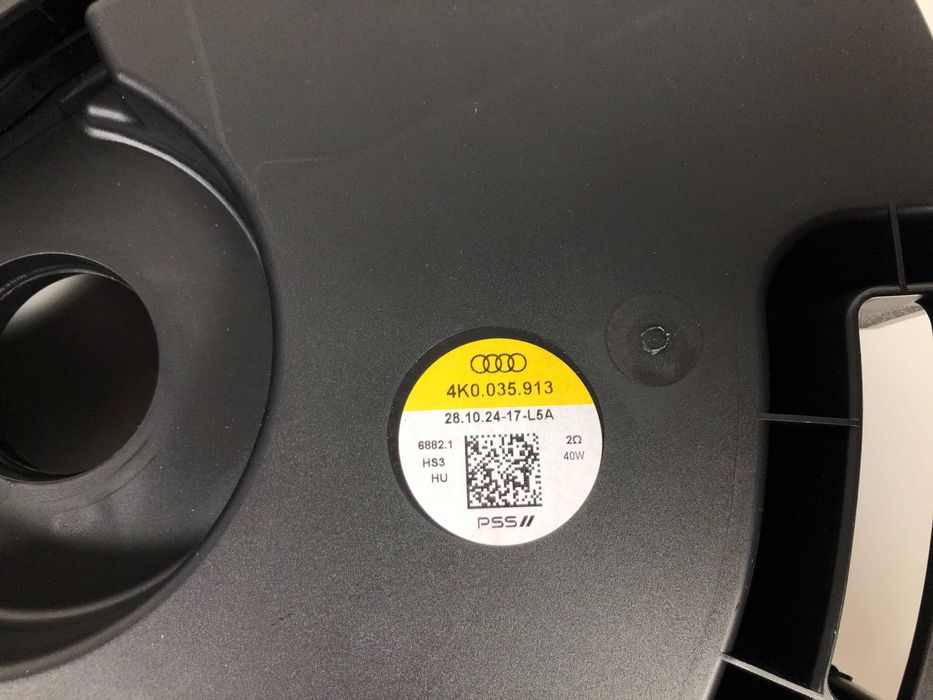 4K0.035.913
28.10.24-17-L5A
6882.1
HS3
HU
2Ω
40W
PSS